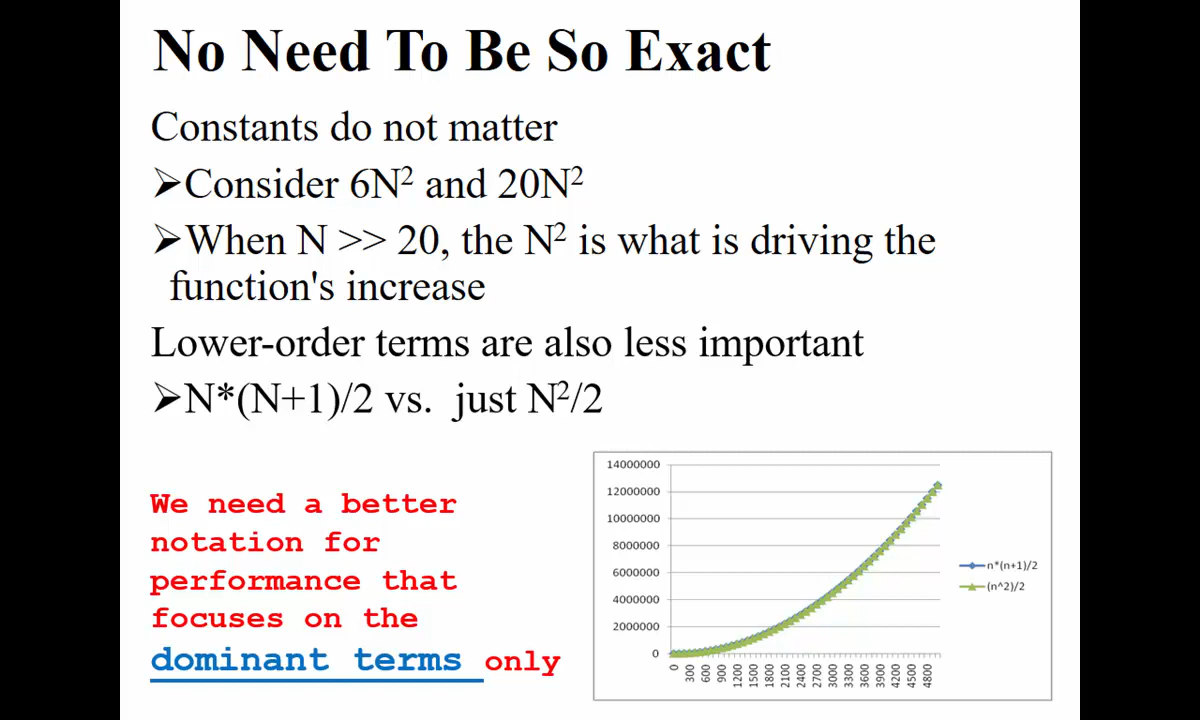 No Need To Be So Exact
Constants do not matter
➢Consider 6N² and 20N²
➢When N >> 20, the N² is what is driving the
function's increase
Lower-order terms are also less important
➢N*(N+1)/2 vs. just N²/2
We need a better
notation for
performance that
focuses on the
dominant terms only
14000000
12000000
10000000
8000000
6000000
4000000
2000000
0
0 300 600 900 1200 1500 1800 2100 2400 2700 3000 3300 3600 3900 4200 4500 4800
n*(n+1)/2
(n^2)/2